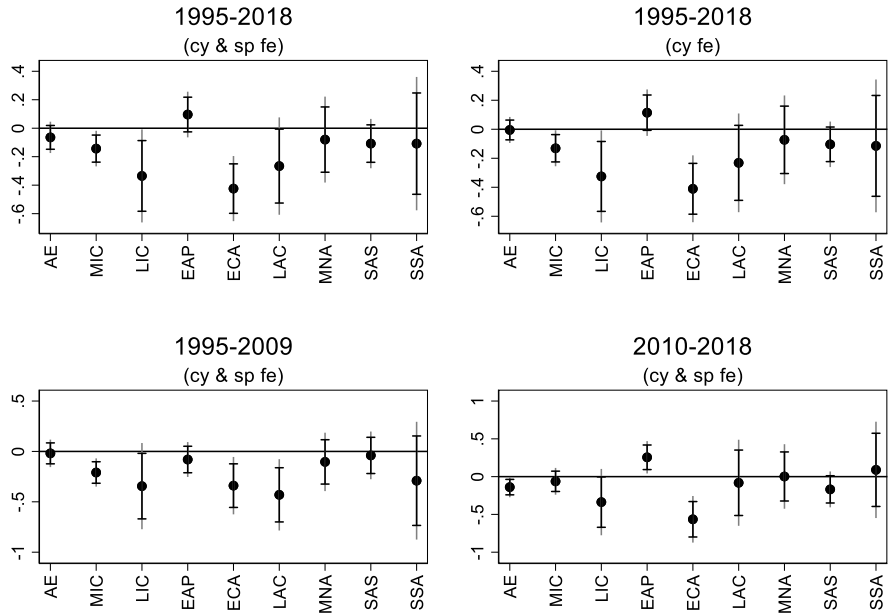 1995-2018
(cy & sp fe)
.4
.2
0
-.2
-.4
-.6
AE
MIC
LIC
EAP
ECA
LAC
MNA
SAS
SSA
1995-2018
(cy fe)
.4
.2
0
-.2
-.4
-.6
AE
MIC
LIC
EAP
ECA
LAC
MNA
SAS
SSA
1995-2009
(cy & sp fe)
.5
0
-.5
-1
AE
MIC
LIC
EAP
ECA
LAC
MNA
SAS
SSA
2010-2018
(cy & sp fe)
1
.5
0
-.5
-1
AE
MIC
LIC
EAP
ECA
LAC
MNA
SAS
SSA